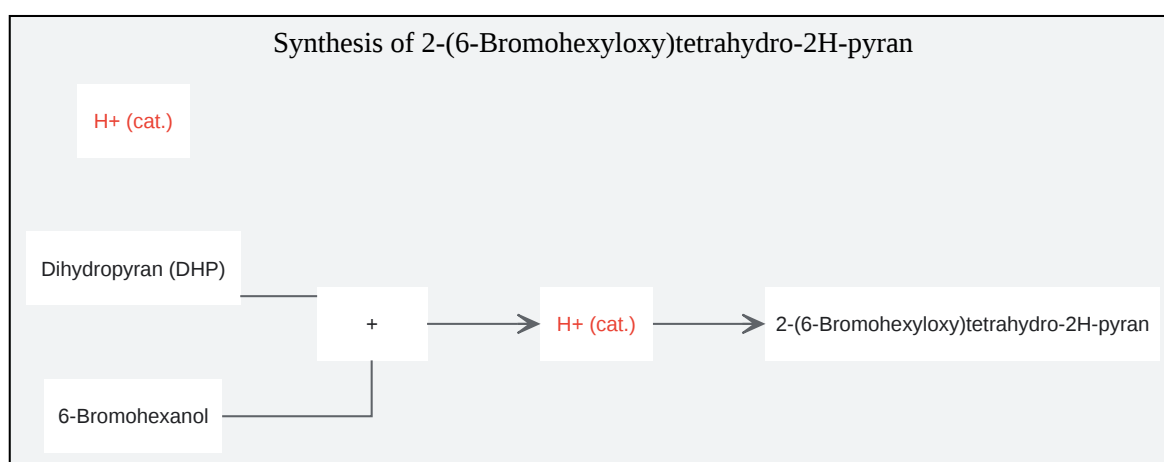 Synthesis of 2-(6-Bromohexyloxy)tetrahydro-2H-pyran
H+ (cat.)
Dihydropyran (DHP)
+
H+ (cat.)
2-(6-Bromohexyloxy)tetrahydro-2H-pyran
6-Bromohexanol